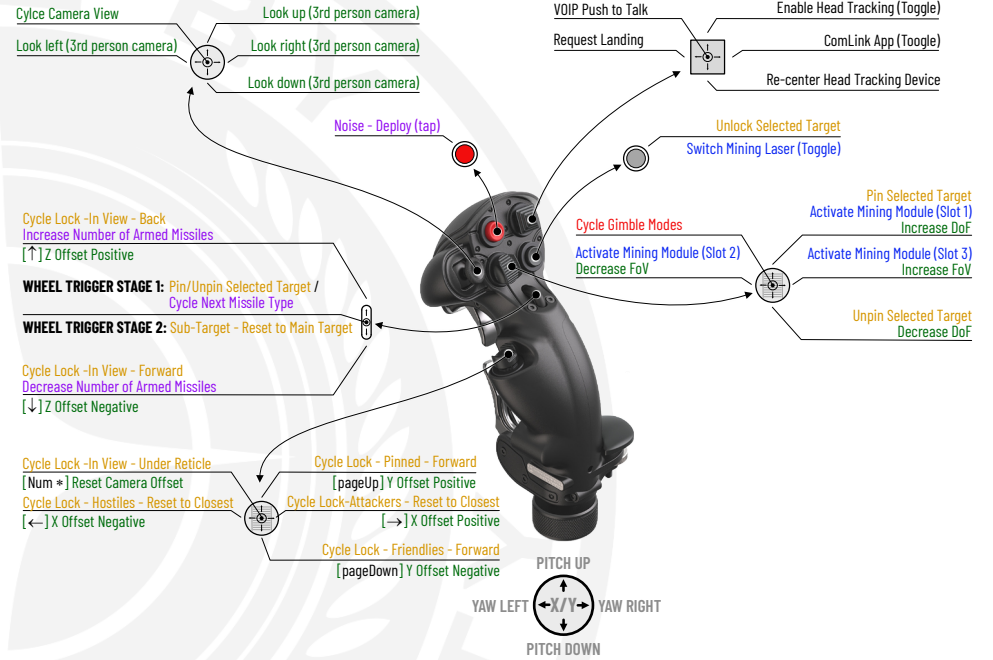 Cylce Camera View
Look up (3rd person camera)
Look left (3rd person camera)
Look right (3rd person camera)
Look down (3rd person camera)
VOIP Push to Talk
Enable Head Tracking (Toggle)
Request Landing
ComLink App (Toogle)
Re-center Head Tracking Device
Noise - Deploy (tap)
Unlock Selected Target
Switch Mining Laser (Toggle)
Cycle Lock -In View - Back
Increase Number of Armed Missiles
[↑] Z Offset Positive
WHEEL TRIGGER STAGE 1: Pin/Unpin Selected Target /
Cycle Next Missile Type
WHEEL TRIGGER STAGE 2: Sub-Target - Reset to Main Target
Cycle Lock -In View - Forward
Decrease Number of Armed Missiles
[↓] Z Offset Negative
Cycle Gimble Modes
Activate Mining Module (Slot 2)
Decrease FoV
Pin Selected Target
Activate Mining Module (Slot 1)
Increase DoF
Activate Mining Module (Slot 3)
Increase FoV
Unpin Selected Target
Decrease DoF
Cycle Lock -In View - Under Reticle
[Num *] Reset Camera Offset
Cycle Lock - Hostiles - Reset to Closest
[←] X Offset Negative
Cycle Lock - Pinned - Forward
[pageUp] Y Offset Positive
Cycle Lock-Attackers - Reset to Closest
[→] X Offset Positive
Cycle Lock - Friendlies - Forward
[pageDown] Y Offset Negative
PITCH UP
YAW LEFT
X/Y
YAW RIGHT
PITCH DOWN